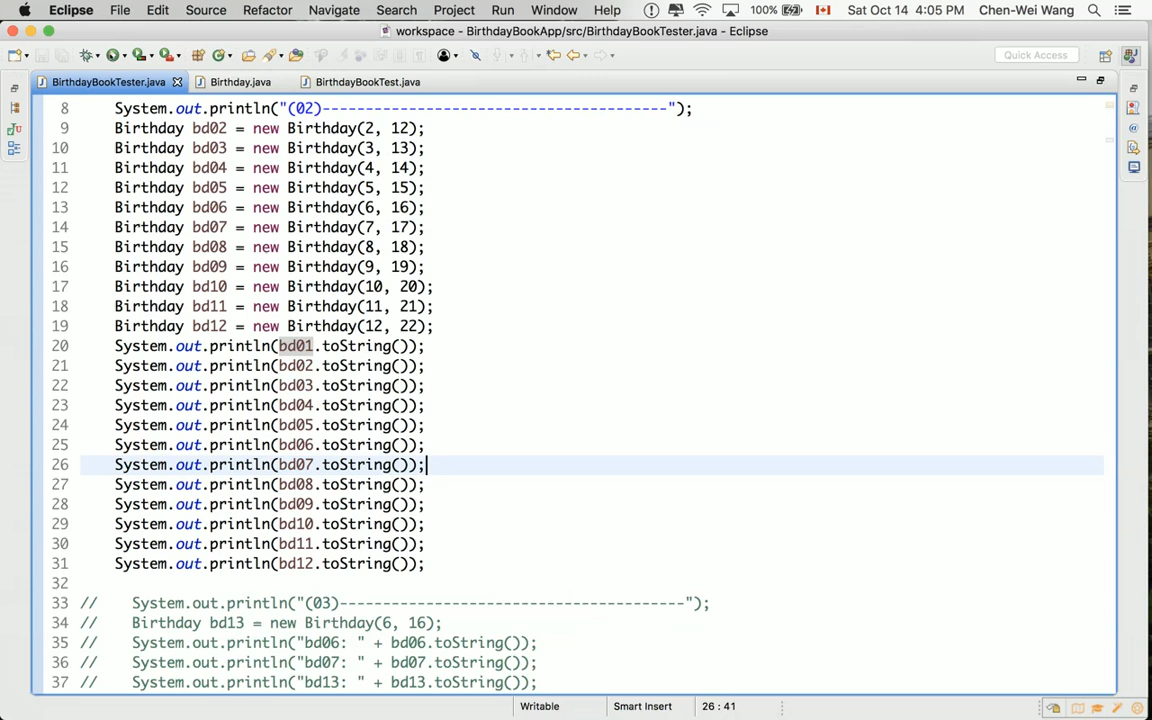 Eclipse File Edit Source Refactor Navigate Search Project Run Window Help 100% Sat Oct 14 4:05 PM Chen-Wei Wang
workspace - BirthdayBookApp/src/BirthdayBookTester.java - Eclipse
Quick Access
BirthdayBookTester.java Birthday.java BirthdayBookTest.java
8 System.out.println("(02)----------------------------------------");
9 Birthday bd02 = new Birthday(2, 12);
10 Birthday bd03 = new Birthday(3, 13);
11 Birthday bd04 = new Birthday(4, 14);
12 Birthday bd05 = new Birthday(5, 15);
13 Birthday bd06 = new Birthday(6, 16);
14 Birthday bd07 = new Birthday(7, 17);
15 Birthday bd08 = new Birthday(8, 18);
16 Birthday bd09 = new Birthday(9, 19);
17 Birthday bd10 = new Birthday(10, 20);
18 Birthday bd11 = new Birthday(11, 21);
19 Birthday bd12 = new Birthday(12, 22);
20 System.out.println(bd01.toString());
21 System.out.println(bd02.toString());
22 System.out.println(bd03.toString());
23 System.out.println(bd04.toString());
24 System.out.println(bd05.toString());
25 System.out.println(bd06.toString());
26 System.out.println(bd07.toString());
27 System.out.println(bd08.toString());
28 System.out.println(bd09.toString());
29 System.out.println(bd10.toString());
30 System.out.println(bd11.toString());
31 System.out.println(bd12.toString());
32
33 // System.out.println("(03)----------------------------------------");
34 // Birthday bd13 = new Birthday(6, 16);
35 // System.out.println("bd06: " + bd06.toString());
36 // System.out.println("bd07: " + bd07.toString());
37 // System.out.println("bd13: " + bd13.toString());
Writable Smart Insert 26 : 41